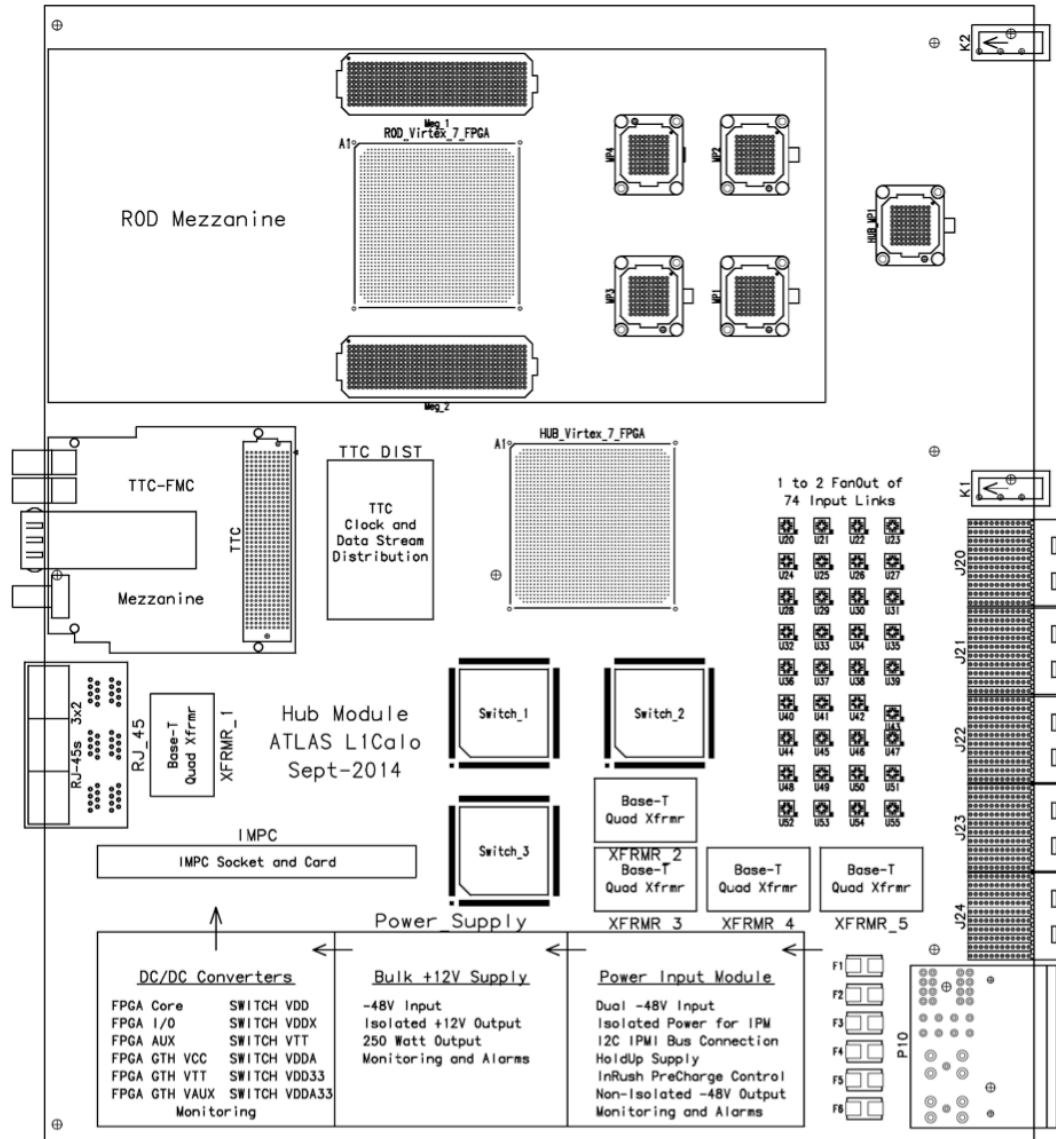 K2
Meg_1
ROD_Virtex_7_FPGA
A1
MP4
MP2
ROD Mezzanine
HUB_MP1
MP3
MP1
Meg_2
HUB_Virtex_7_FPGA
A1
TTC DIST
TTC-FMC
TTC
Clock and
Data Stream
Distribution
TTC
Mezzanine
1 to 2 FanOut of
74 Input Links
K1
U20 U21 U22 U23
U24 U25 U26 U27
U28 U29 U30 U31
U32 U33 U34 U35
U36 U37 U38 U39
U40 U41 U42 U43
U44 U45 U46 U47
U48 U49 U50 U51
U52 U53 U54 U55
J20
J21
J22
J23
J24
RJ-45s 3x2
RJ_45
Base-T
Quad Xfrmr
XFRMR_1
Hub Module
ATLAS L1Calo
Sept-2014
Switch_1
Switch_2
Switch_3
Base-T
Quad Xfrmr
XFRMR_2
Base-T
Quad Xfrmr
XFRMR_3
Base-T
Quad Xfrmr
XFRMR_4
Base-T
Quad Xfrmr
XFRMR_5
IMPC
IMPC Socket and Card
Power_Supply
DC/DC Converters
FPGA Core SWITCH VDD
FPGA I/O SWITCH VDDX
FPGA AUX SWITCH VTT
FPGA GTH VCC SWITCH VDDA
FPGA GTH VTT SWITCH VDD33
FPGA GTH VAUX SWITCH VDDA33
Monitoring
Bulk +12V Supply
-48V Input
Isolated +12V Output
250 Watt Output
Monitoring and Alarms
Power Input Module
Dual -48V Input
Isolated Power for IPM
I2C IPMI Bus Connection
HoldUp Supply
InRush PreCharge Control
Non-Isolated -48V Output
Monitoring and Alarms
F1
F2
F3
F4
F5
F6
P10